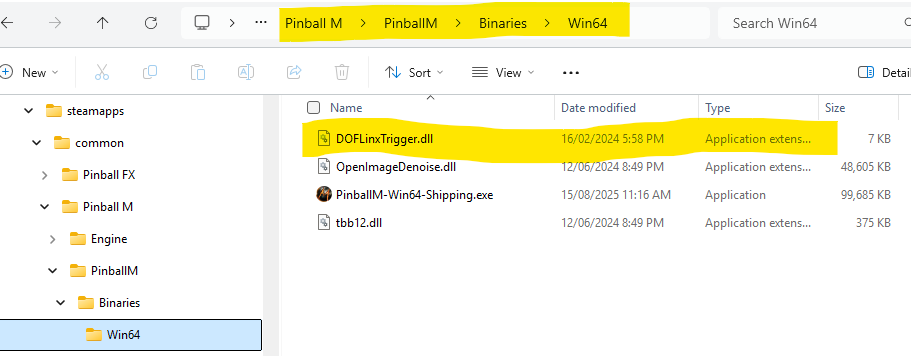 Pinball M > PinballM > Binaries > Win64
Search Win64
New
Sort
View
Detai
steamapps
common
Pinball FX
Pinball M
Engine
PinballM
Binaries
Win64
Name Date modified Type Size
DOFLinxTrigger.dll 16/02/2024 5:58 PM Application extens... 7 KB
OpenImageDenoise.dll 12/06/2024 8:49 PM Application extens... 48,605 KB
PinballM-Win64-Shipping.exe 15/08/2025 11:16 AM Application 99,685 KB
tbb12.dll 12/06/2024 8:49 PM Application extens... 375 KB